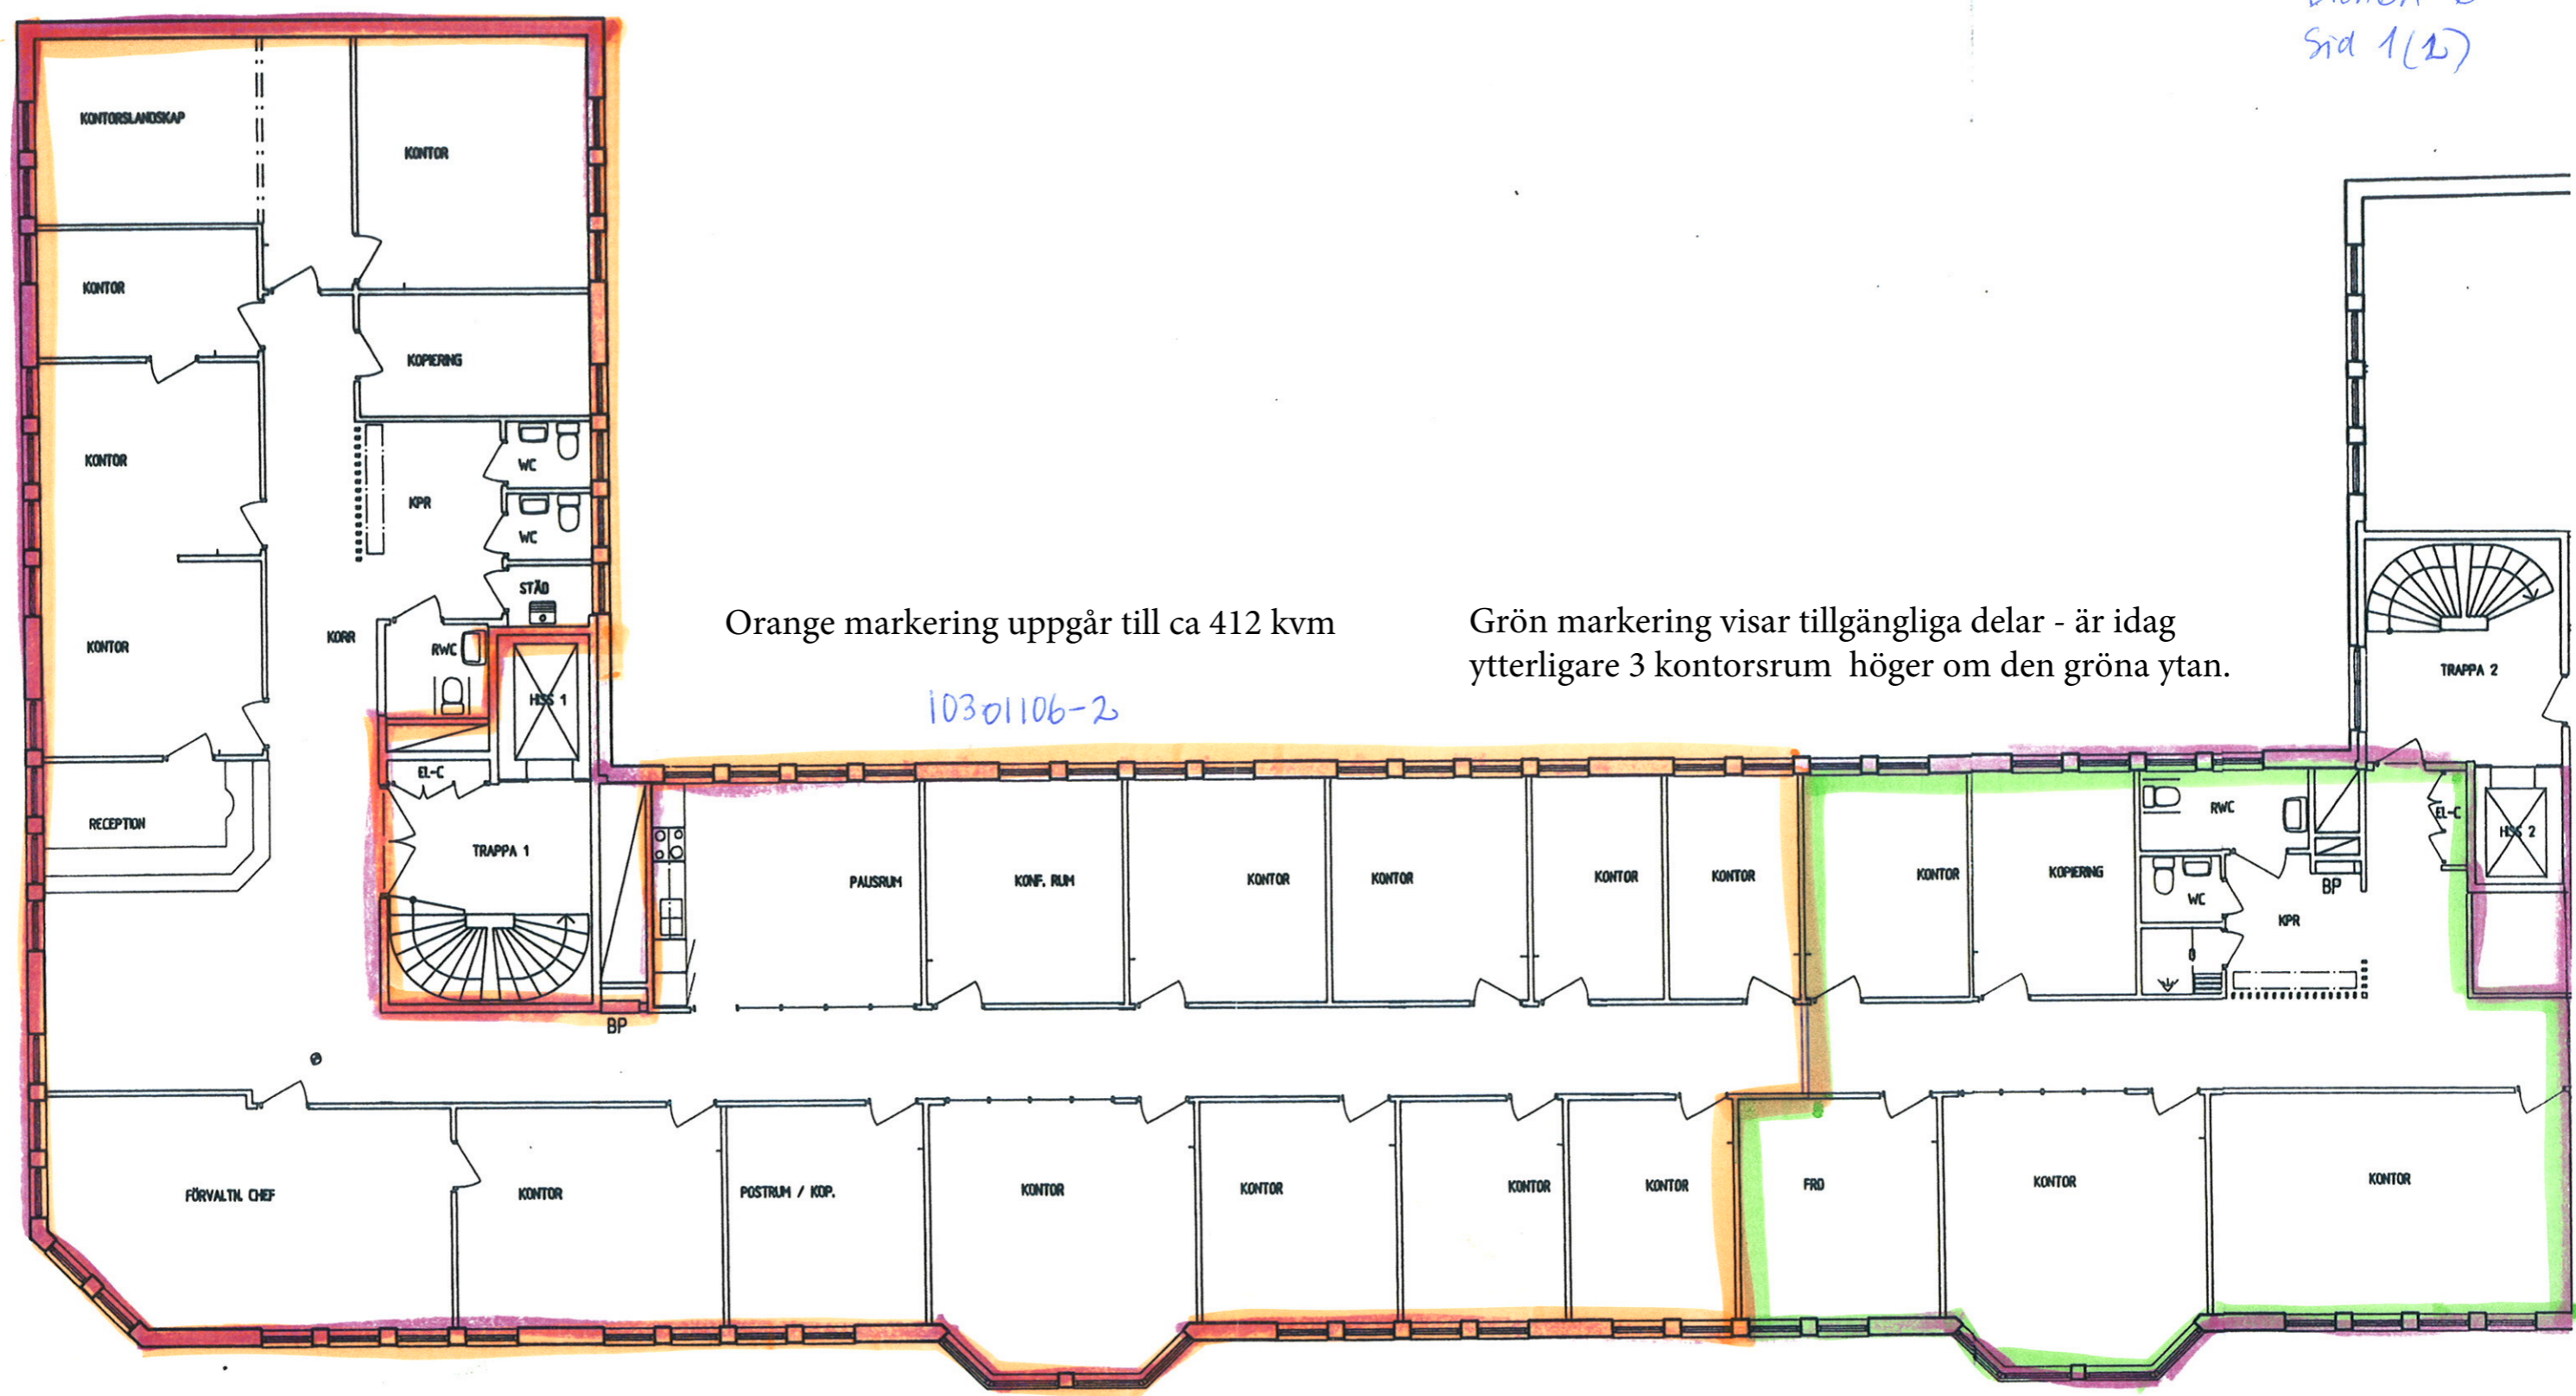 Sid 1(2)
KONTORSLANDSKAP
KONTOR
KONTOR
KOPIERING
KONTOR
WC
KPR
WC
STÄD
KONTOR
KORR
RWC
HISS 1
Orange markering uppgår till ca 412 kvm
Grön markering visar tillgängliga delar - är idag
ytterligare 3 kontorsrum höger om den gröna ytan.
10301106-2
TRAPPA 2
EL-C
RECEPTION
TRAPPA 1
PAUSRUM
KONF. RUM
KONTOR
KONTOR
KONTOR
KONTOR
KONTOR
KOPIERING
RWC
WC
BP
KPR
EL-C
HISS 2
BP
FÖRVALTN. CHEF
KONTOR
POSTRUM / KOP.
KONTOR
KONTOR
KONTOR
KONTOR
FRD
KONTOR
KONTOR